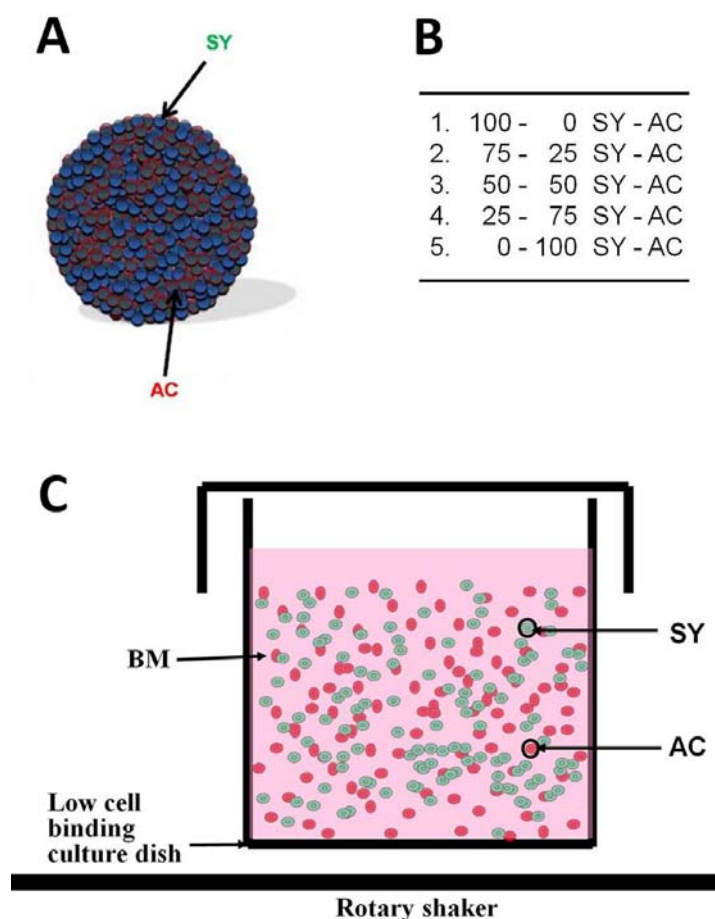 A
SY
AC
B
1. 100 - 0 SY - AC
2. 75 - 25 SY - AC
3. 50 - 50 SY - AC
4. 25 - 75 SY - AC
5. 0 - 100 SY - AC
C
BM
SY
AC
Low cell
binding
culture dish
Rotary shaker